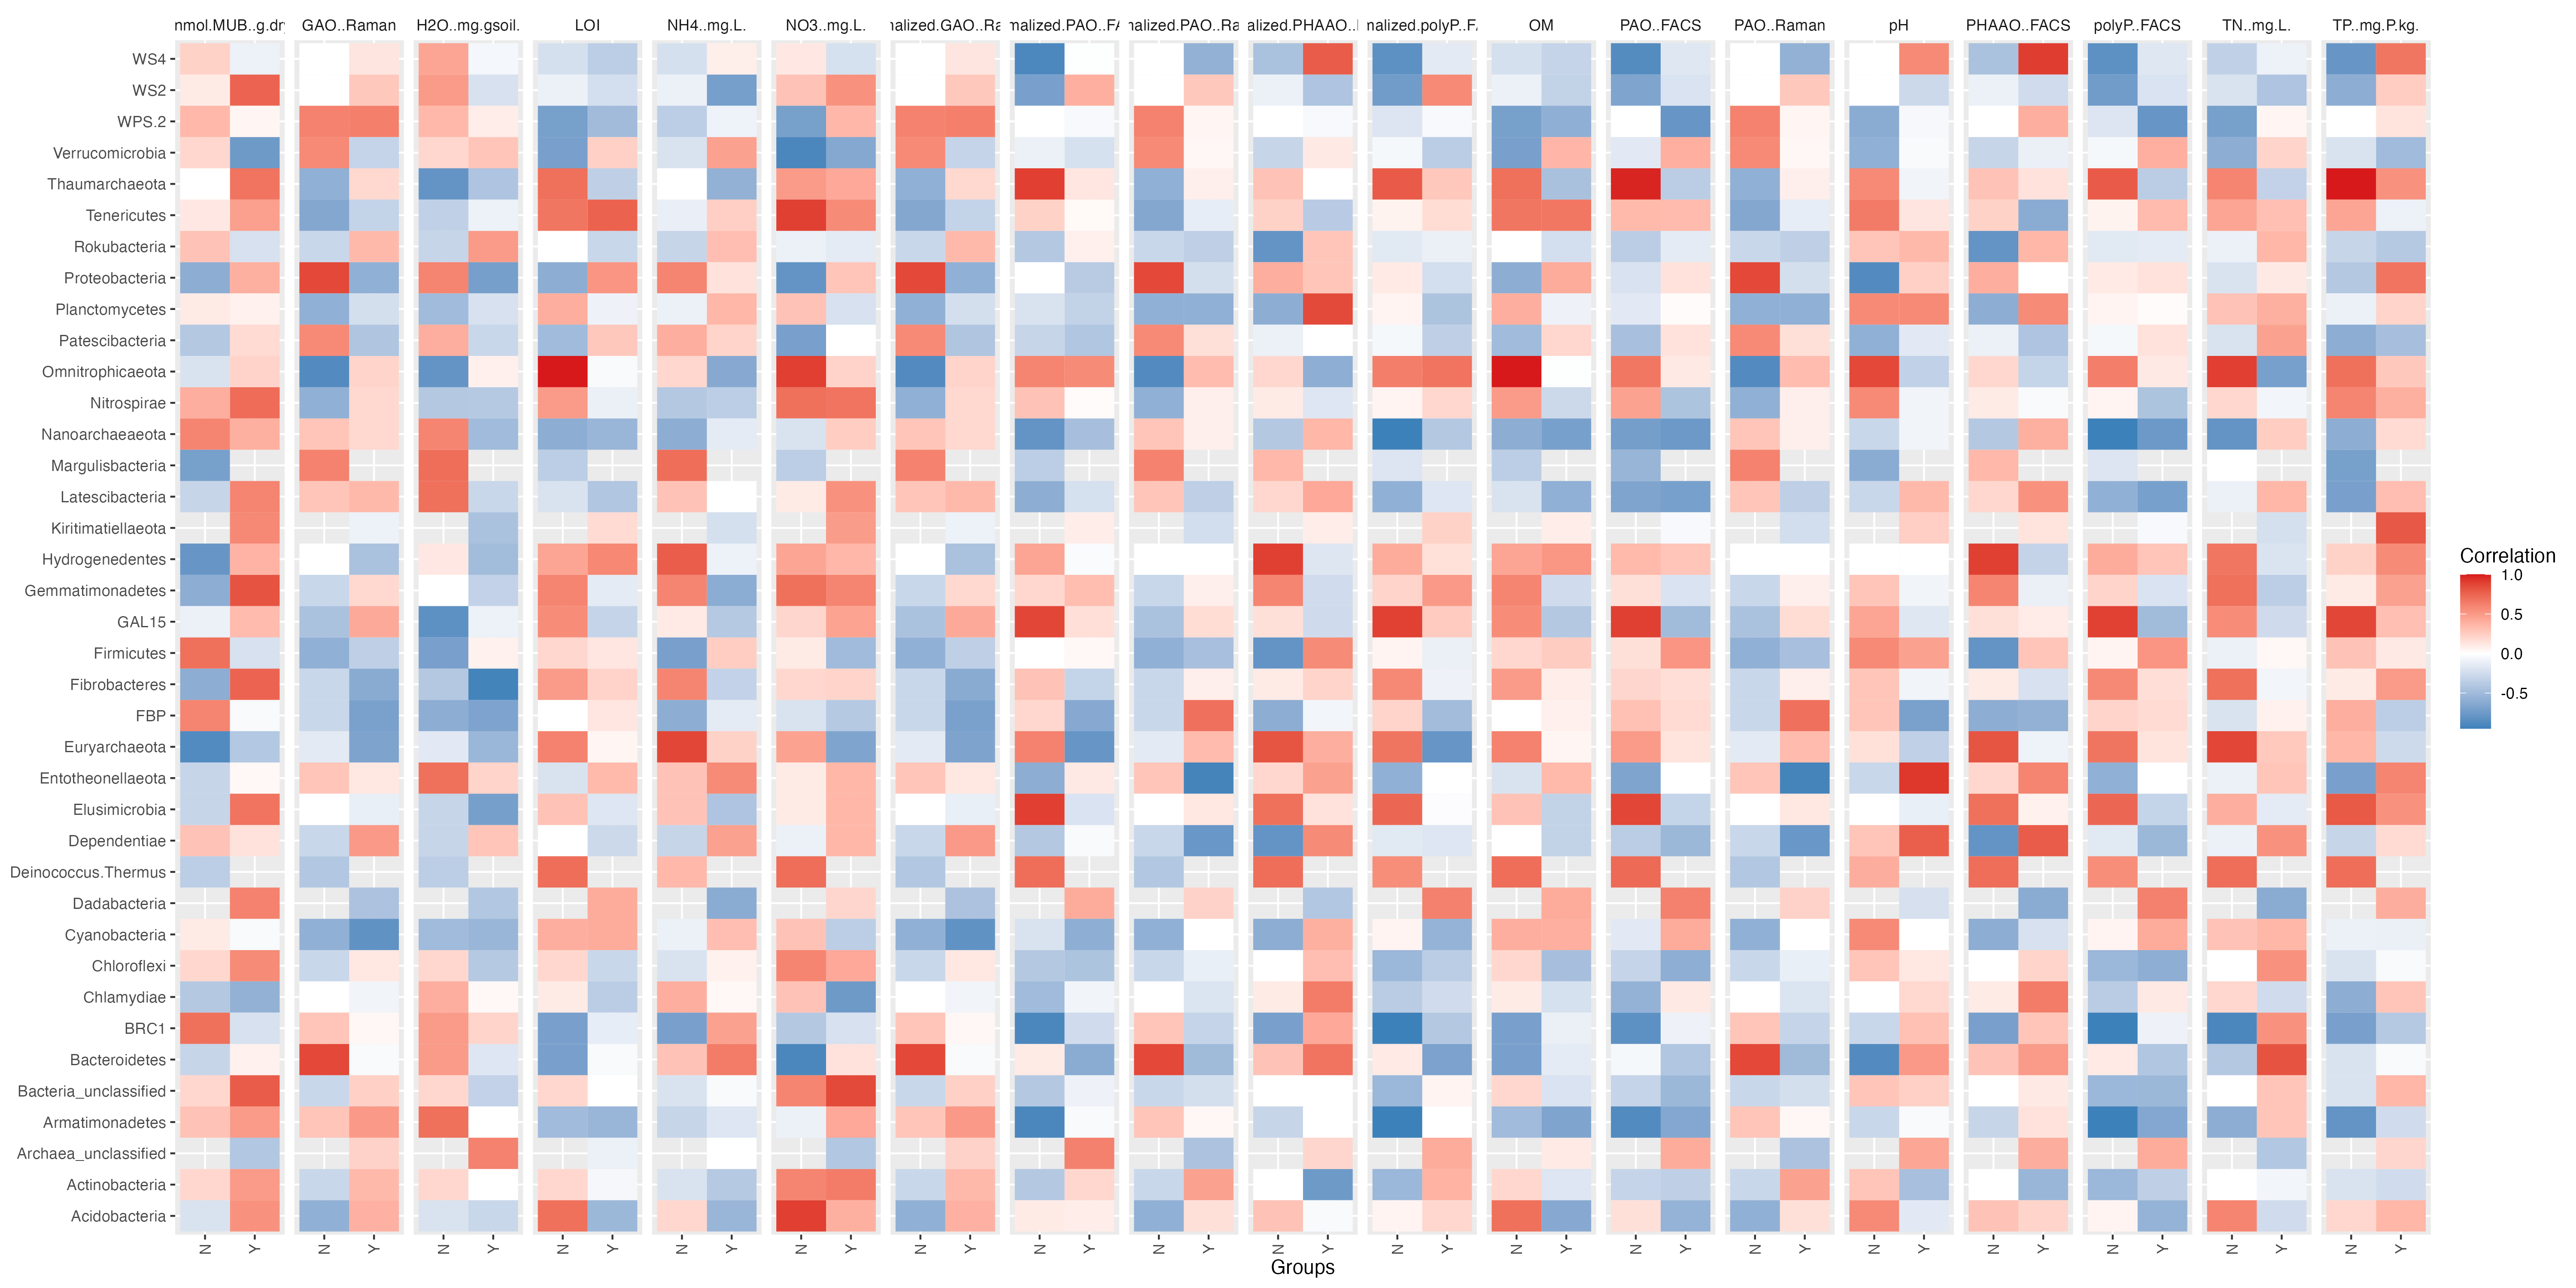 nmol.MUB..g.dr GAO..Raman H2O..mg.gsoil. LOI NH4..mg.L. NO3..mg.L. nalized.GAO..Ra malized.PAO..FA nalized.PAO..Ra alized.PHAAO.. malized.polyP..F OM PAO..FACS PAO..Raman pH PHAAO..FACS polyP..FACS TN..mg.L. TP..mg.P.kg.
WS4
WS2
WPS.2
Verrucomicrobia
Thaumarchaeota
Tenericutes
Rokubacteria
Proteobacteria
Planctomycetes
Patescibacteria
Omnitrophicaeota
Nitrospirae
Nanoarchaeaeota
Margulisbacteria
Latescibacteria
Kiritimatiellaeota
Hydrogenedentes
Gemmatimonadetes
GAL15
Firmicutes
Fibrobacteres
FBP
Euryarchaeota
Entotheonellaeota
Elusimicrobia
Dependentiae
Deinococcus.Thermus
Dadabacteria
Cyanobacteria
Chloroflexi
Chlamydiae
BRC1
Bacteroidetes
Bacteria_unclassified
Armatimonadetes
Archaea_unclassified
Actinobacteria
Acidobacteria
N Y N Y N Y N Y N Y N Y N Y N Y N Y N Y N Y N Y N Y N Y N Y N Y N Y N Y N Y
Groups
Correlation
1.0
0.5
0.0
-0.5